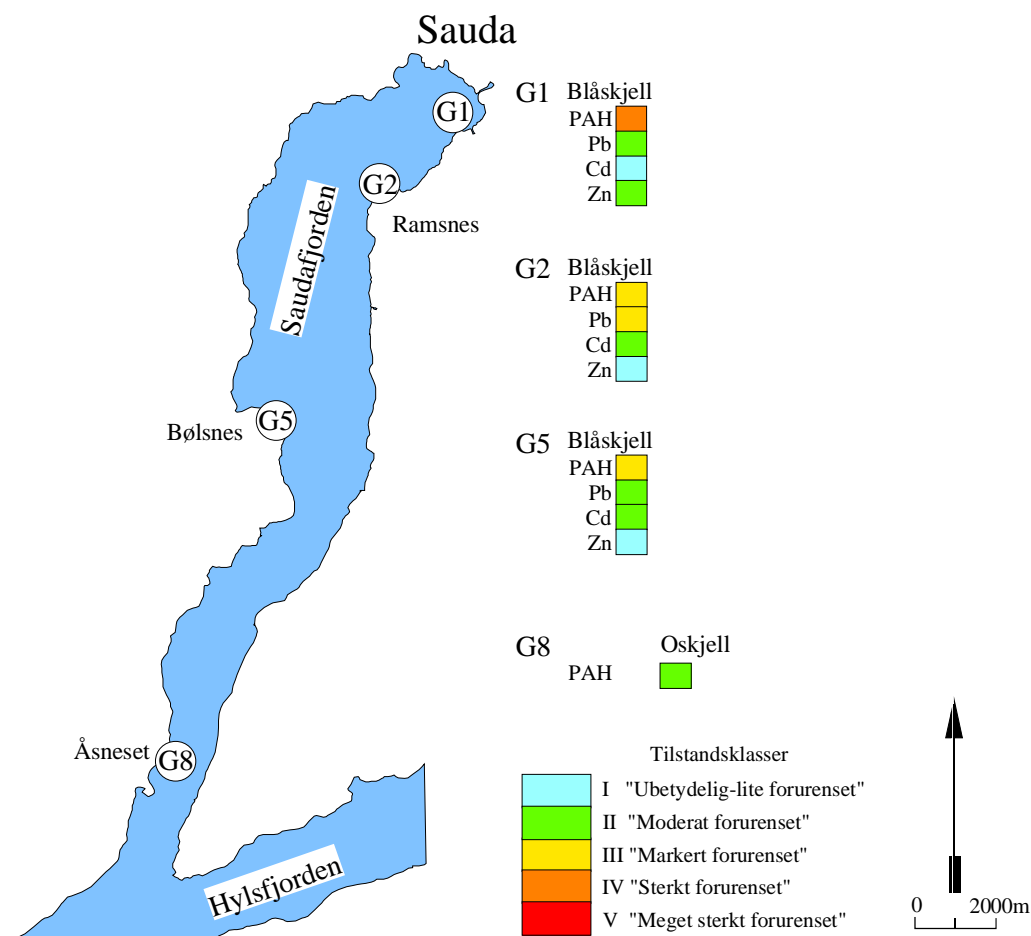 Sauda
G1
G2
Ramsnes
Saudafjorden
G5
Bølsnes
Åsneset
G8
Hylsfjorden
G1 Blåskjell
PAH
Pb
Cd
Zn
G2 Blåskjell
PAH
Pb
Cd
Zn
G5 Blåskjell
PAH
Pb
Cd
Zn
G8 Oskjell
PAH
Tilstandsklasser
I "Ubetydelig-lite forurenset"
II "Moderat forurenset"
III "Markert forurenset"
IV "Sterkt forurenset"
V "Meget sterkt forurenset"
0 2000m